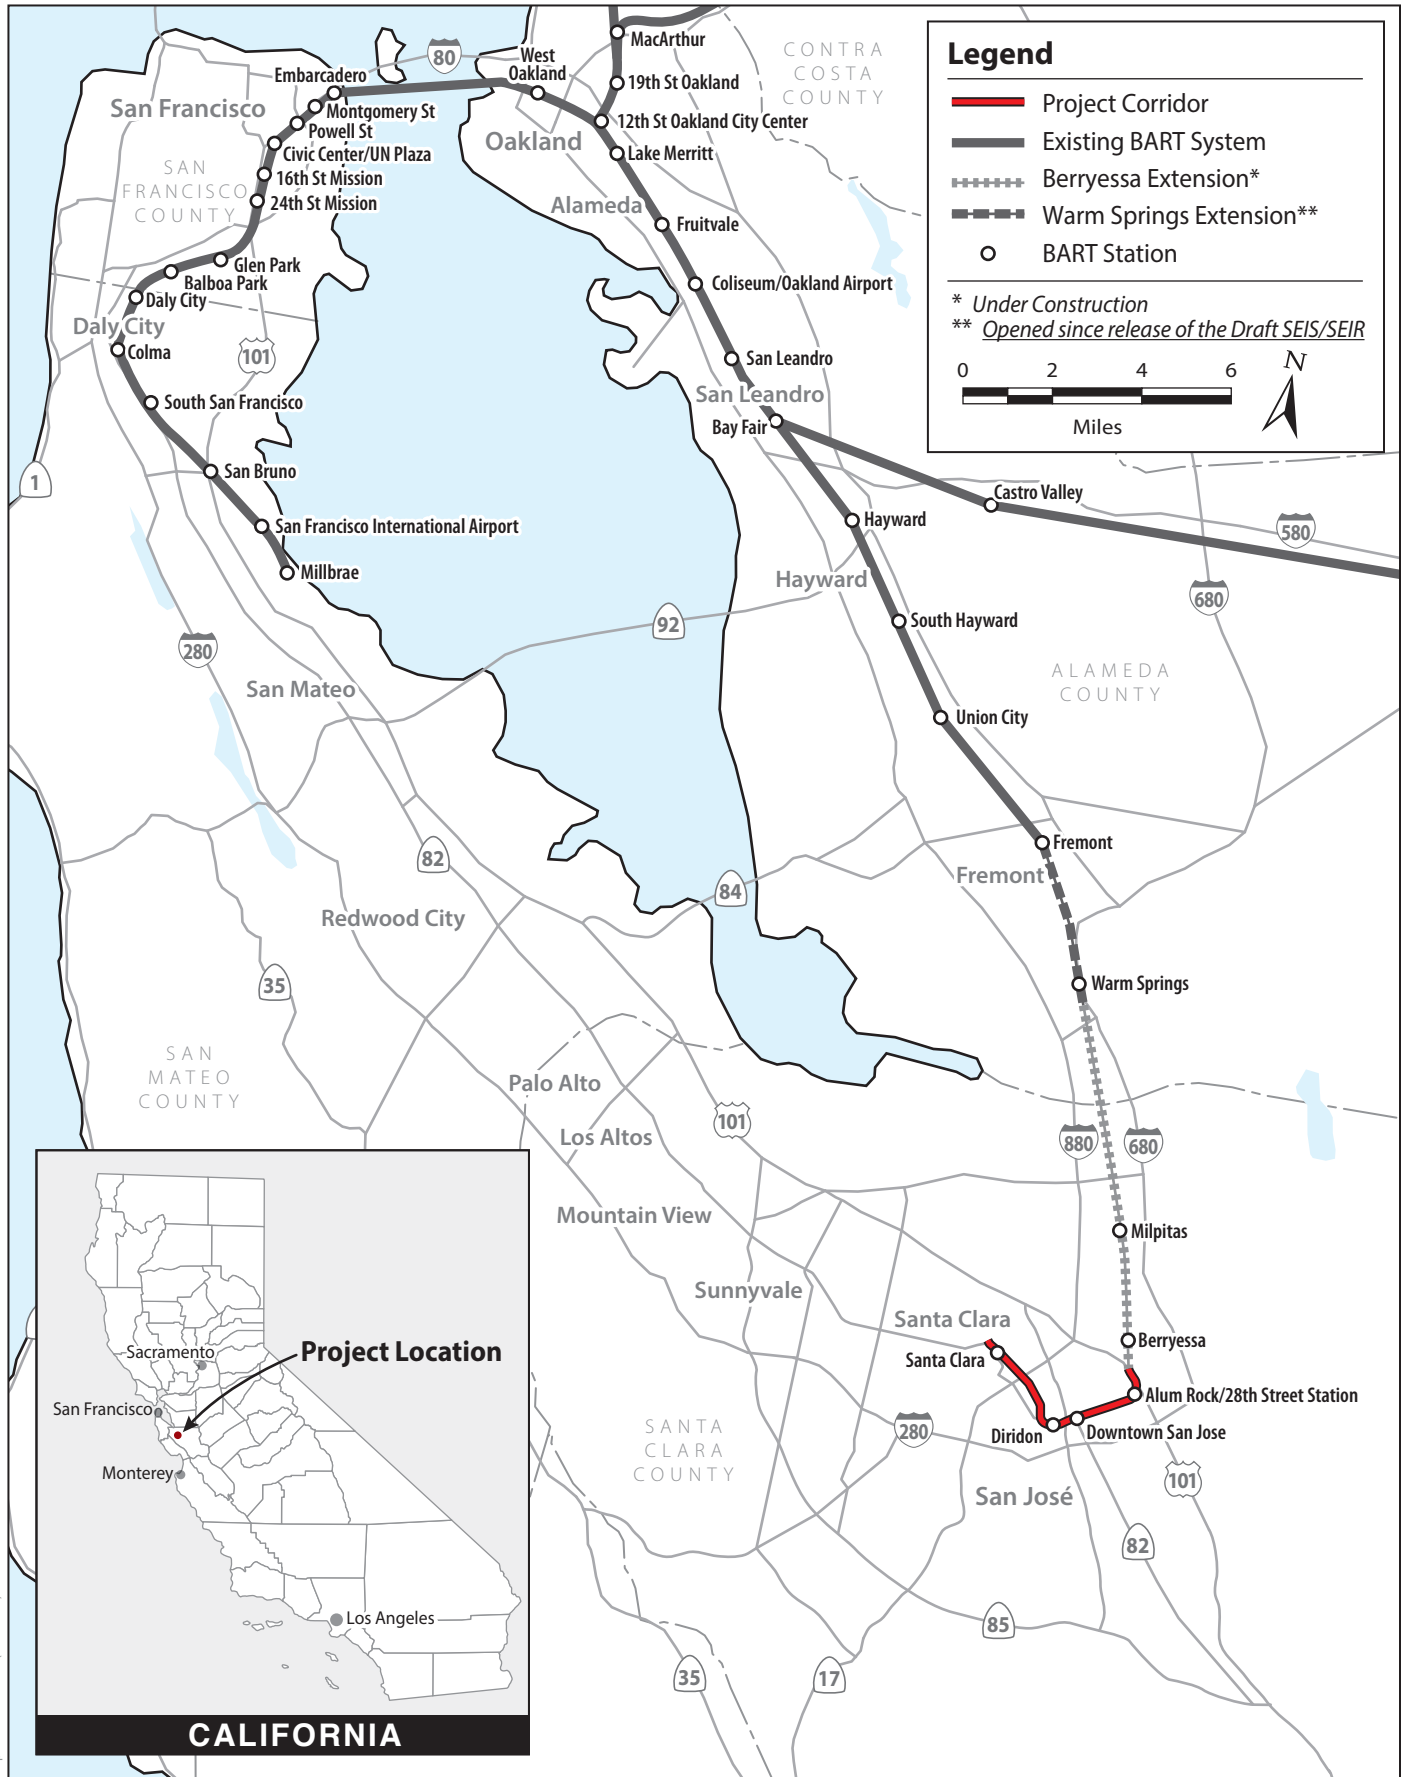 MacArthur
80
West
Oakland
CONTRA
COSTA
COUNTY
Embarcadero
19th St Oakland
San Francisco
Montgomery St
12th St Oakland City Center
Powell St
Oakland
Civic Center/UN Plaza
Lake Merritt
SAN
FRANCISCO
COUNTY
16th St Mission
24th St Mission
Alameda
Fruitvale
Glen Park
Balboa Park
Coliseum/Oakland Airport
Daly City
Daly City
Colma
101
San Leandro
San Leandro
South San Francisco
Bay Fair
San Bruno
1
Castro Valley
San Francisco International Airport
Hayward
580
Millbrae
Hayward
680
92
South Hayward
280
ALAMEDA
COUNTY
San Mateo
Union City
Fremont
82
Fremont
84
Redwood City
35
Warm Springs
SAN
MATEO
COUNTY
Palo Alto
101
Los Altos
880
680
Mountain View
Milpitas
Sunnyvale
Santa Clara
Berryessa
Santa Clara
Alum Rock/28th Street Station
SANTA
CLARA
COUNTY
280
Diridon
Downtown San Jose
101
San José
82
85
35
17
Legend
Project Corridor
Existing BART System
Berryessa Extension*
Warm Springs Extension**
BART Station
* Under Construction
** Opened since release of the Draft SEIS/SEIR
0 2 4 6
Miles
N
Sacramento
Project Location
San Francisco
Monterey
Los Angeles
CALIFORNIA